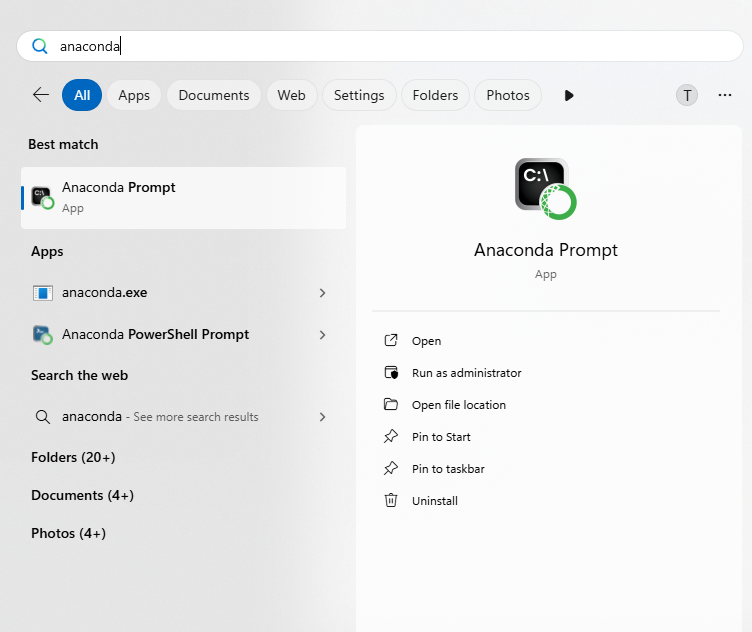 anaconda
All Apps Documents Web Settings Folders Photos T
Best match
Anaconda Prompt
App
Apps
anaconda.exe
Anaconda PowerShell Prompt
Search the web
anaconda - See more search results
Folders (20+)
Documents (4+)
Photos (4+)
C:\
Anaconda Prompt
App
Open
Run as administrator
Open file location
Pin to Start
Pin to taskbar
Uninstall